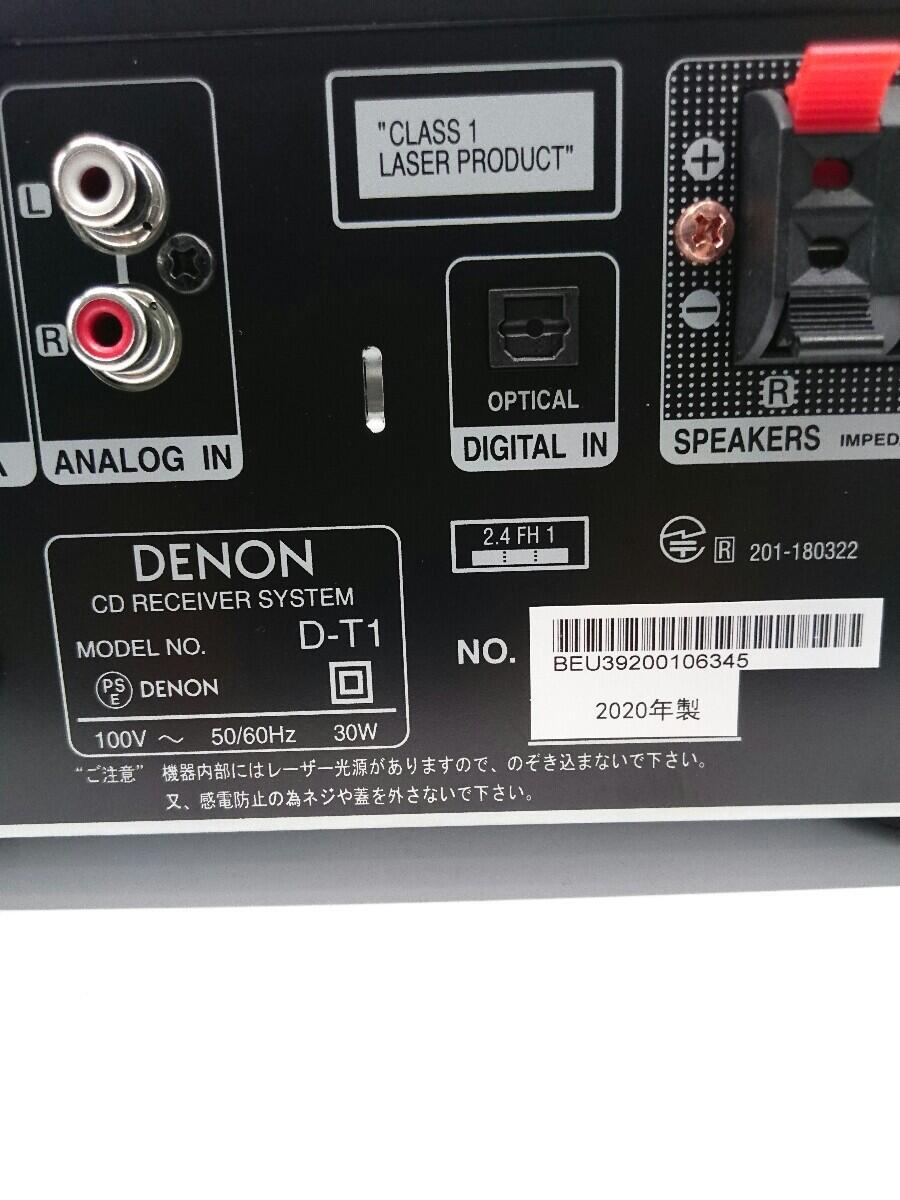 L
R
ANALOG IN
"CLASS 1
LASER PRODUCT"
OPTICAL
DIGITAL IN
+
−
R
SPEAKERS IMPED
A
DENON
CD RECEIVER SYSTEM
MODEL NO. D-T1
PS
E
DENON
100V ～ 50/60Hz 30W
2.4 FH 1
R 201-180322
NO.
BEU39200106345
2020年製
"ご注意" 機器内部にはレーザー光源がありますので、のぞき込まないで下さい。
又、感電防止の為ネジや蓋を外さないで下さい。